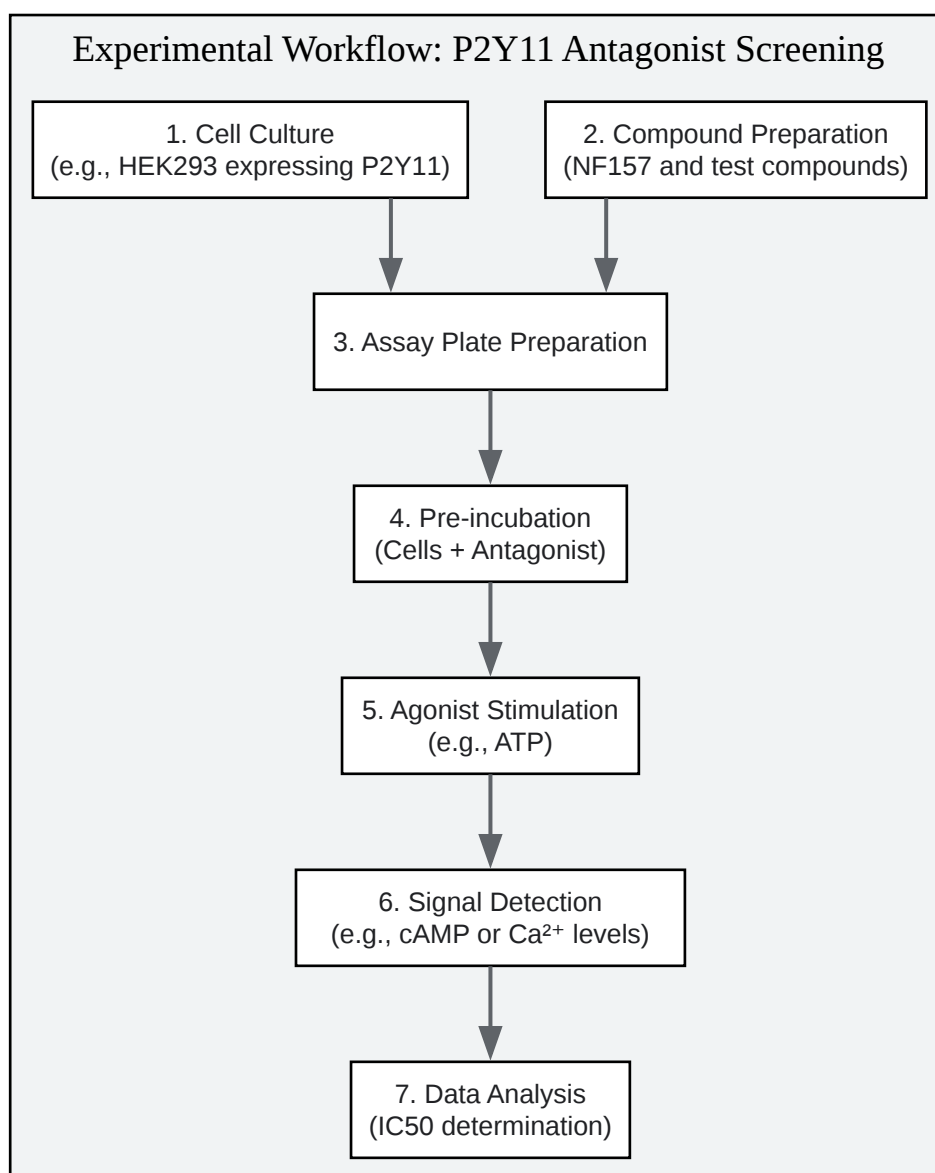 Experimental Workflow: P2Y11 Antagonist Screening
1. Cell Culture
(e.g., HEK293 expressing P2Y11)
2. Compound Preparation
(NF157 and test compounds)
3. Assay Plate Preparation
4. Pre-incubation
(Cells + Antagonist)
5. Agonist Stimulation
(e.g., ATP)
6. Signal Detection
(e.g., cAMP or Ca²⁺ levels)
7. Data Analysis
(IC50 determination)